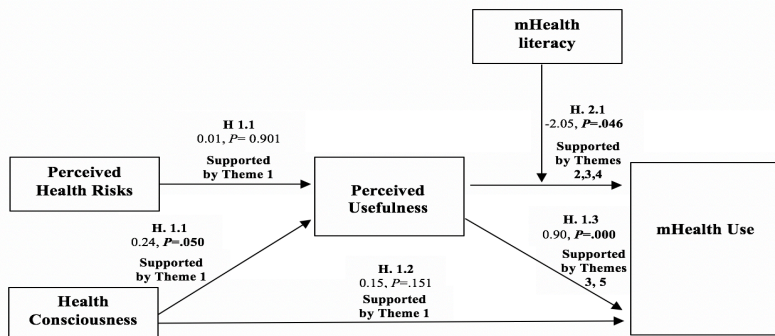 mHealth
literacy
H 1.1
0.01, P= 0.901
Supported
by Theme 1
H. 2.1
-2.05, P=.046
Supported
by Themes
2,3,4
Perceived
Health Risks
Perceived
Usefulness
mHealth Use
H. 1.1
0.24, P=.050
Supported
by Theme 1
H. 1.3
0.90, P=.000
Supported
by Themes
3, 5
H. 1.2
0.15, P=.151
Supported
by Theme 1
Health
Consciousness